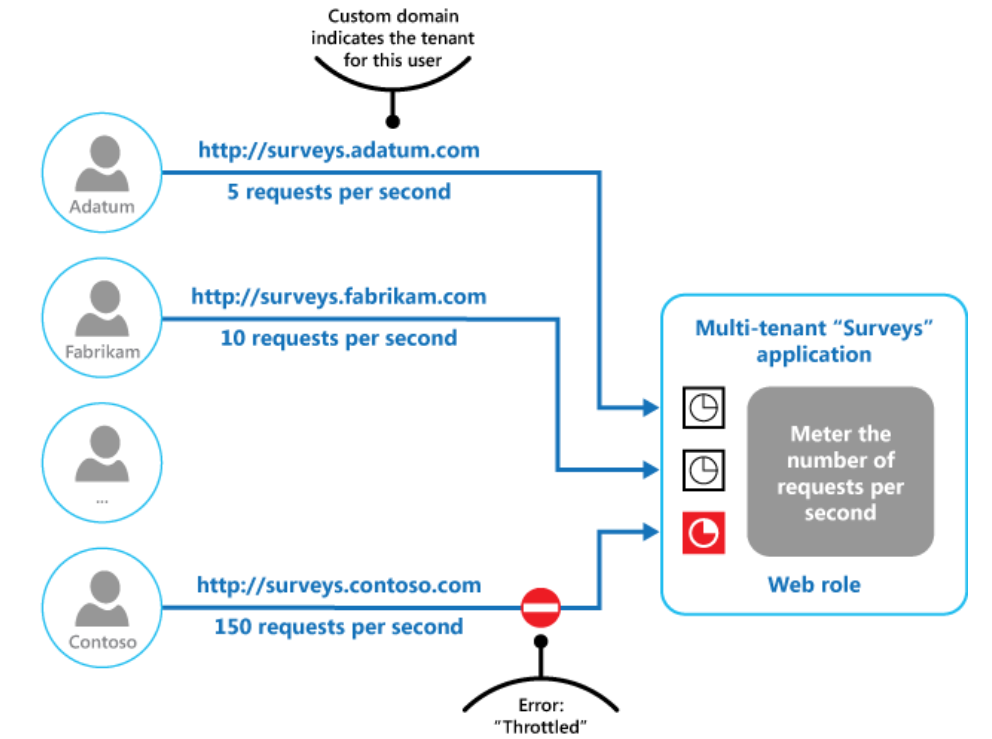 Custom domain
indicates the tenant
for this user
http://surveys.adatum.com
5 requests per second
Adatum
http://surveys.fabrikam.com
10 requests per second
Fabrikam
...
http://surveys.contoso.com
150 requests per second
Contoso
Error:
“Throttled”
Multi-tenant “Surveys”
application
Meter the
number of
requests per
second
Web role